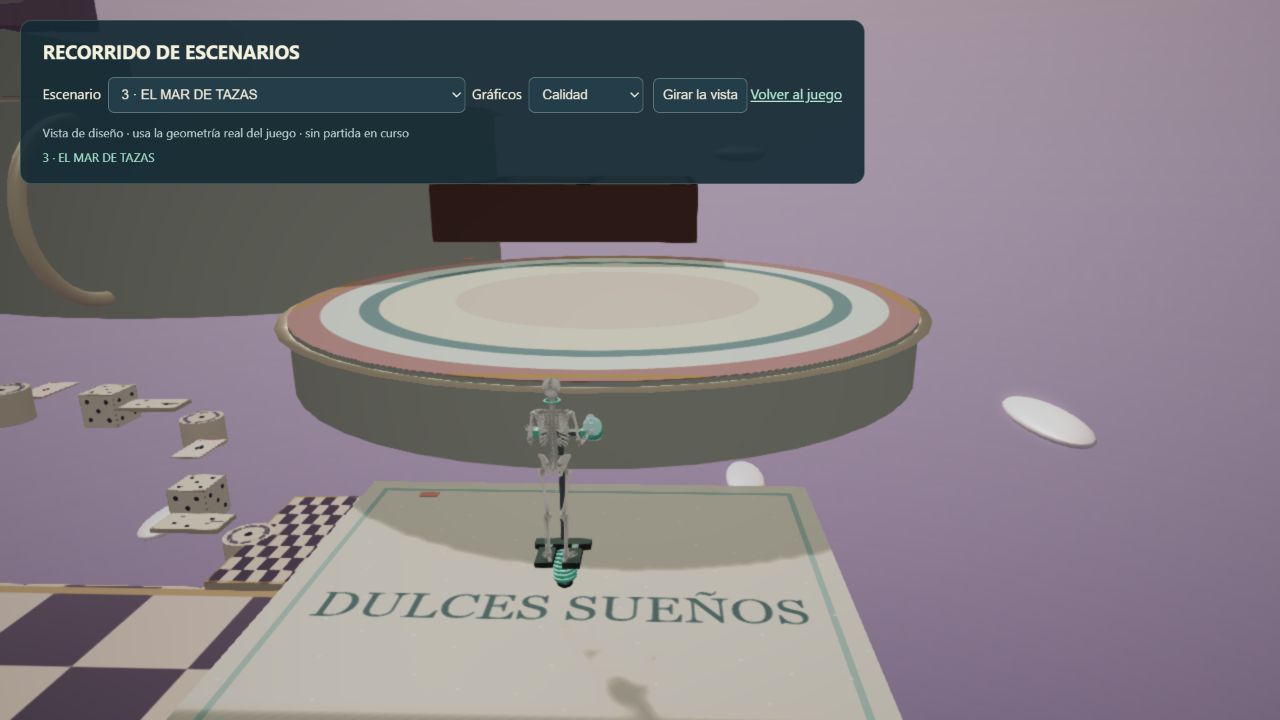 RECORRIDO DE ESCENARIOS
Escenario 3 · EL MAR DE TAZAS Gráficos Calidad Girar la vista Volver al juego
Vista de diseño · usa la geometría real del juego · sin partida en curso
3 · EL MAR DE TAZAS
DULCES SUEÑOS